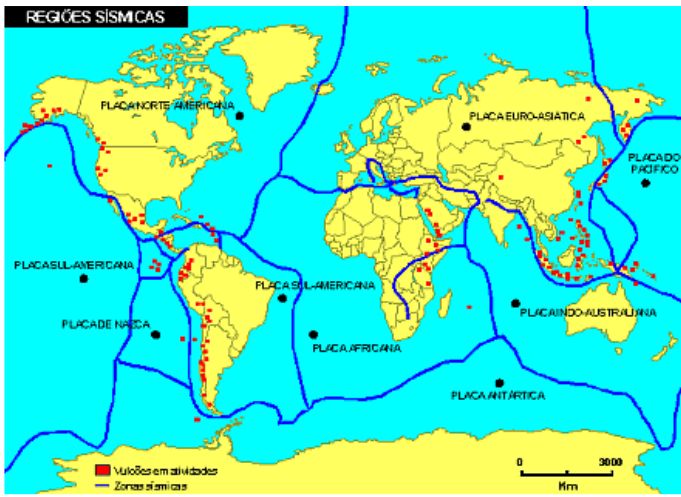 REGIÕES SÍSMICAS
PLACA NORTE-AMERICANA
PLACA EURO-ASIÁTICA
PLACA DO
PACÍFICO
PLACA SUL-AMERICANA
PLACA SUL-AMERICANA
PLACA DE NAZCA
PLACA AFRICANA
PLACA INDO-AUSTRALIANA
PLACA ANTÁRTICA
Vulcões em atividades
Zonas sísmicas
0 3000
Km